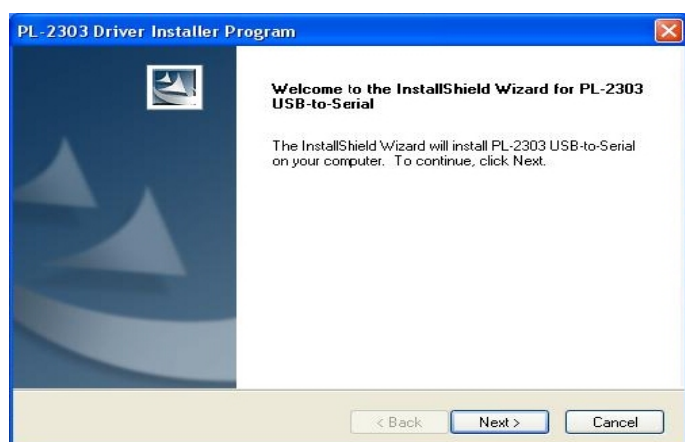 PL-2303 Driver Installer Program
Welcome to the InstallShield Wizard for PL-2303
USB-to-Serial
The InstallShield Wizard will install PL-2303 USB-to-Serial
on your computer. To continue, click Next.
< Back
Next >
Cancel